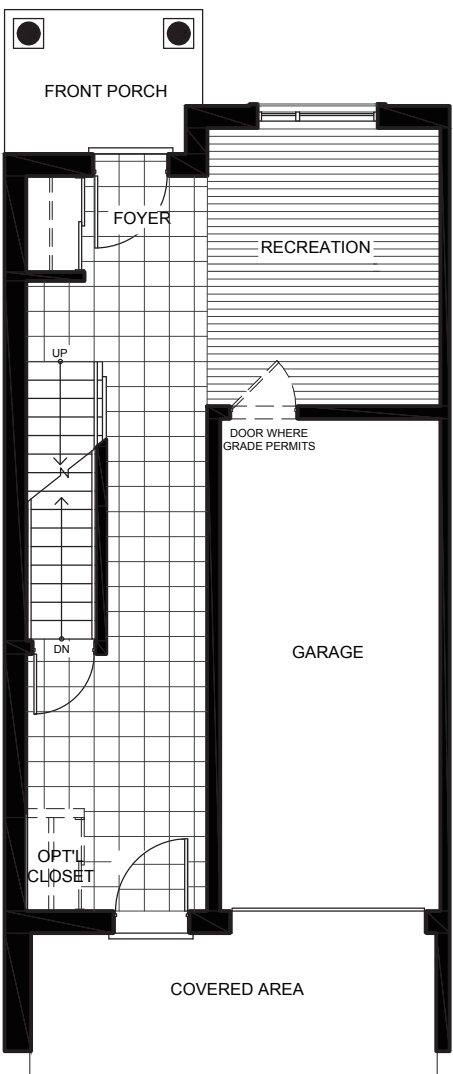 FRONT PORCH
FOYER
RECREATION
UP
DOOR WHERE
GRADE PERMITS
DN
GARAGE
OPT'L
CLOSET
COVERED AREA